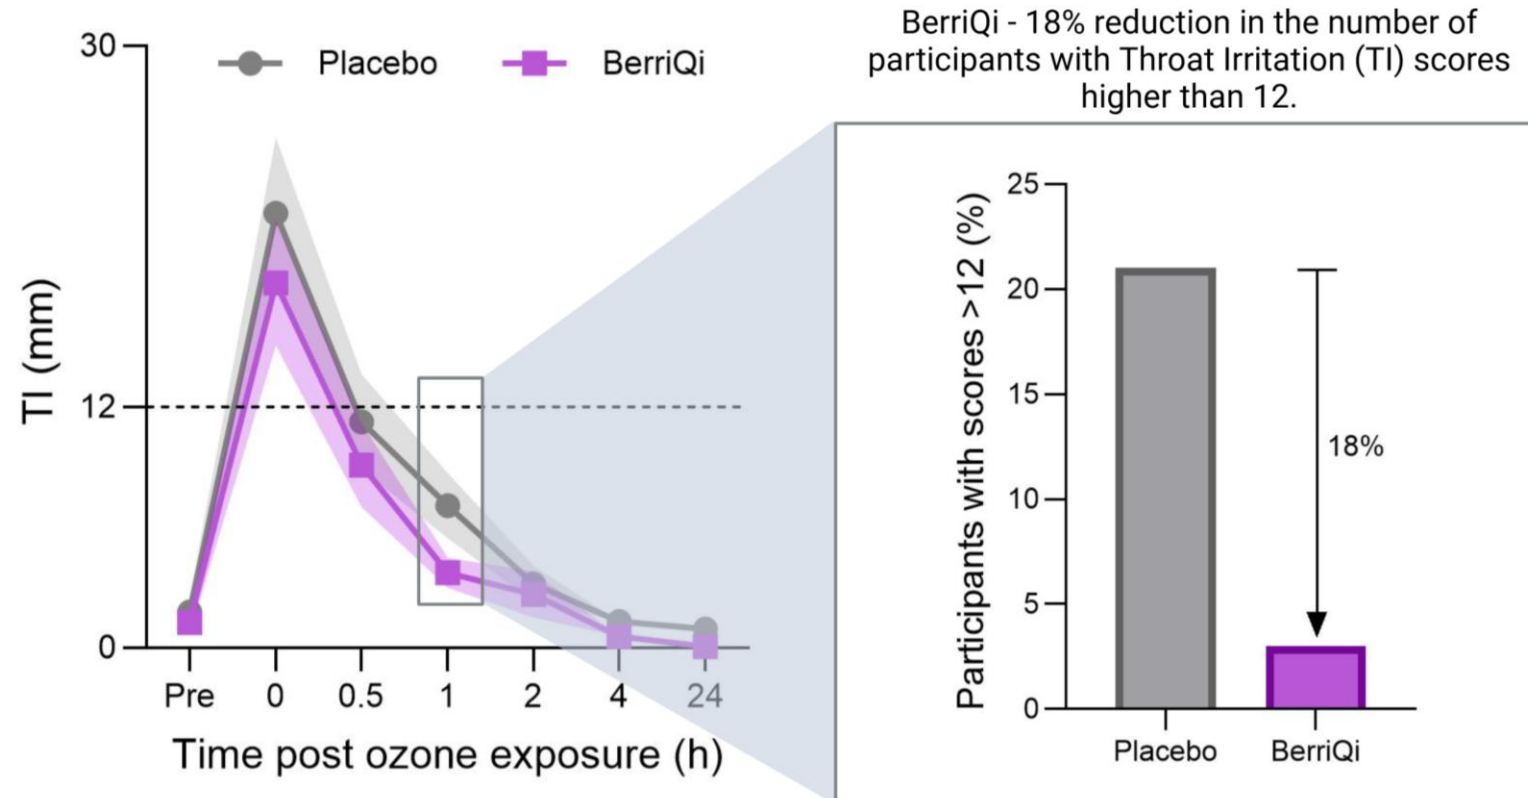 BerriQi - 18% reduction in the number of
participants with Throat Irritation (TI) scores
higher than 12.
30
Placebo
BerriQi
TI (mm)
12
0
Pre
0
0.5
1
2
4
24
Time post ozone exposure (h)
Participants with scores >12 (%)
25
20
15
10
5
0
18%
Placebo
BerriQi